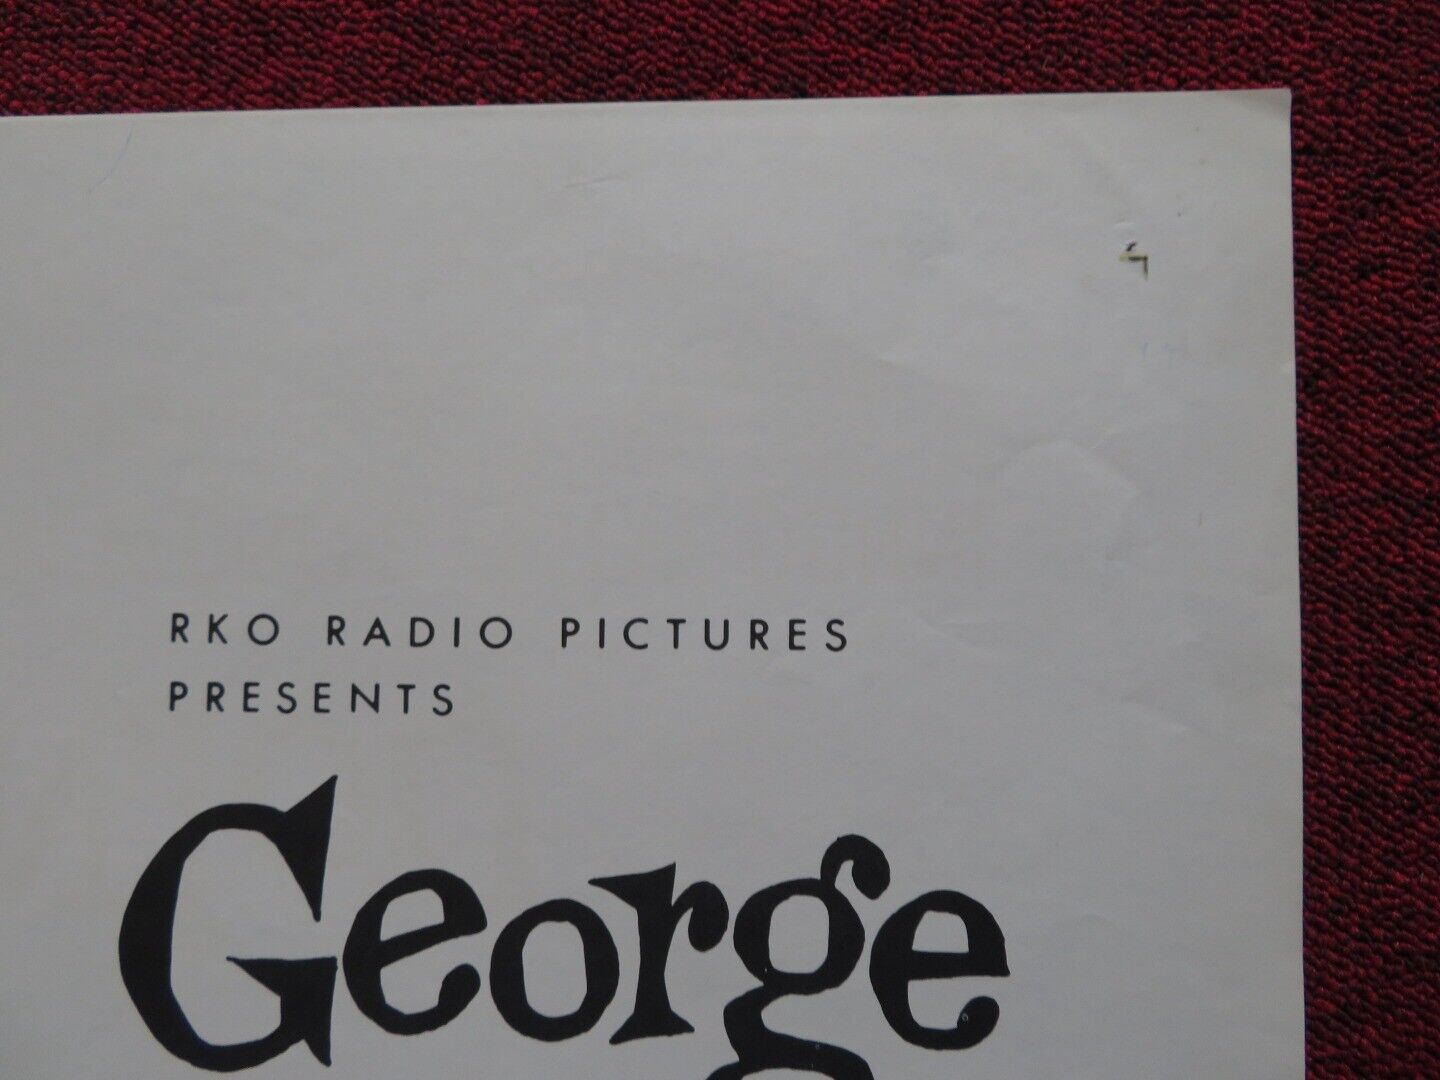 RKO RADIO PICTURES
PRESENTS
George